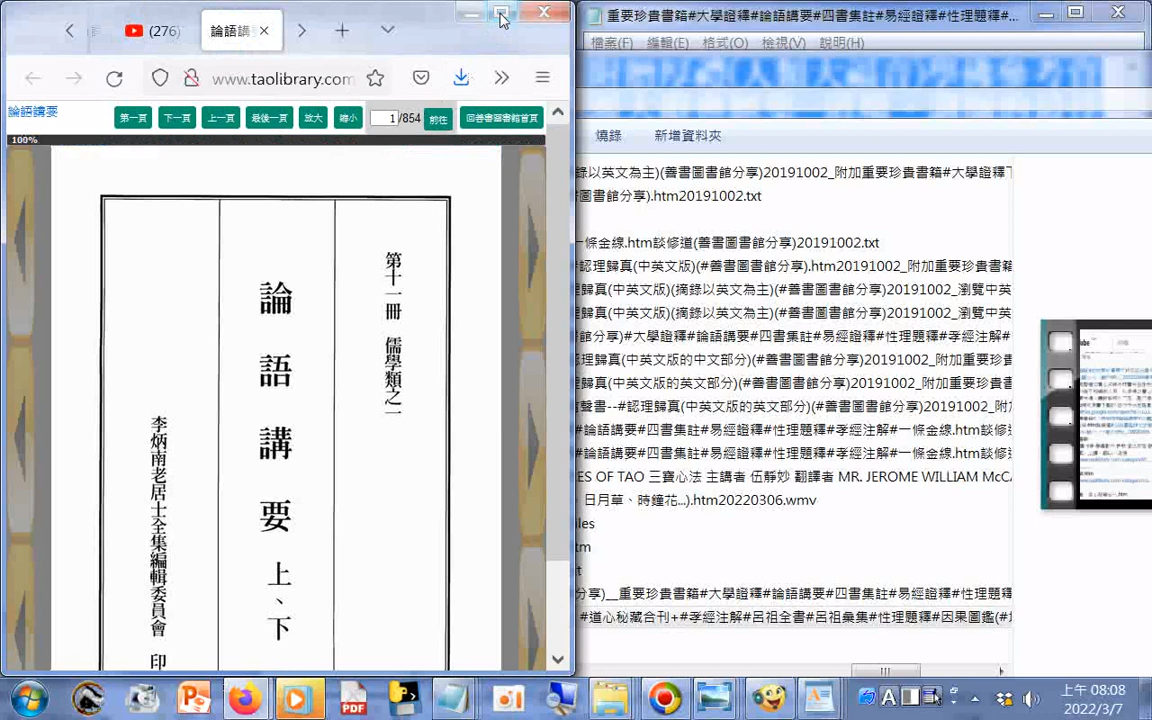 (276)
論語講
www.taolibrary.com
論語講要
第一頁
下一頁
上一頁
最後一頁
放大
縮小
1
/854
前往
回善書圖書館首頁
100%
第十一冊 儒學類之一
論語講要 上、下
李炳南老居士全集編輯委員會 印
重要珍貴書籍#大學證釋#論語講要#四書集註#易經證釋#性理題釋#...
檔案(F) 編輯(E) 格式(O) 檢視(V) 說明(H)
燒錄 新增資料夾
錄以英文為主)(善書圖書館分享)20191002_附加重要珍貴書籍#大學證釋
圖書館分享).htm20191002.txt
一條金線.htm談修道(善書圖書館分享)20191002.txt
認理歸真(中英文版)(#善書圖書館分享).htm20191002_附加重要珍貴書籍
理歸真(中英文版)(摘錄以英文為主)(#善書圖書館分享)20191002_瀏覽中英
理歸真(中英文版)(摘錄以英文為主)(#善書圖書館分享)20191002_瀏覽中英
書圖書館分享)#大學證釋#論語講要#四書集註#易經證釋#性理題釋#孝經注解#
認理歸真(中英文版的中文部分)(#善書圖書館分享)20191002_附加重要珍貴書
理歸真(中英文版的英文部分)(#善書圖書館分享)20191002_附加重要珍貴書
有聲書--#認理歸真(中英文版的英文部分)(#善書圖書館分享)20191002_附加
#論語講要#四書集註#易經證釋#性理題釋#孝經注解#一條金線.htm談修道
#論語講要#四書集註#易經證釋#性理題釋#孝經注解#一條金線.htm談修道
ES OF TAO 三寶心法 主講者 伍靜妙 翻譯者 MR. JEROME WILLIAM McCA
日月草、時鐘花...).htm20220306.wmv
iles
tm
t
分享)__重要珍貴書籍#大學證釋#論語講要#四書集註#易經證釋#性理題釋
#道心秘藏合刊+#孝經注解#呂祖全書#呂祖彙集#性理題釋#因果圖鑑(#
上午 08:08
2022/3/7